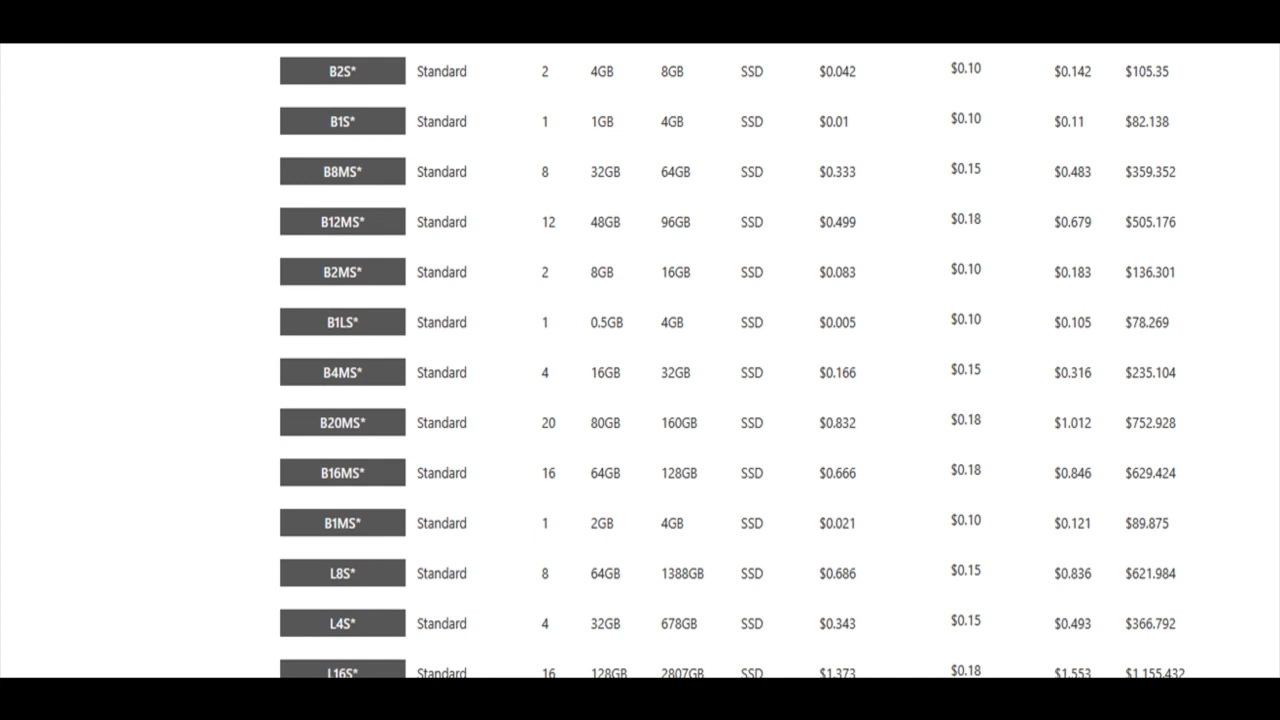 B2S* Standard 2 4GB 8GB SSD $0.042 $0.10 $0.142 $105.35
B1S* Standard 1 1GB 4GB SSD $0.01 $0.10 $0.11 $82.138
B8MS* Standard 8 32GB 64GB SSD $0.333 $0.15 $0.483 $359.352
B12MS* Standard 12 48GB 96GB SSD $0.499 $0.18 $0.679 $505.176
B2MS* Standard 2 8GB 16GB SSD $0.083 $0.10 $0.183 $136.301
B1LS* Standard 1 0.5GB 4GB SSD $0.005 $0.10 $0.105 $78.269
B4MS* Standard 4 16GB 32GB SSD $0.166 $0.15 $0.316 $235.104
B20MS* Standard 20 80GB 160GB SSD $0.832 $0.18 $1.012 $752.928
B16MS* Standard 16 64GB 128GB SSD $0.666 $0.18 $0.846 $629.424
B1MS* Standard 1 2GB 4GB SSD $0.021 $0.10 $0.121 $89.875
L8S* Standard 8 64GB 1388GB SSD $0.686 $0.15 $0.836 $621.984
L4S* Standard 4 32GB 678GB SSD $0.343 $0.15 $0.493 $366.792
L16S* Standard 16 128GB 2807GB SSD $1.373 $0.18 $1.553 $1,155.432